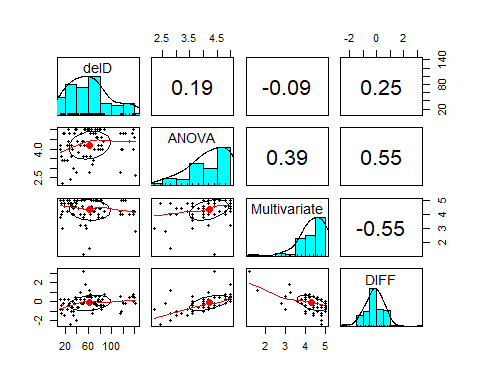 2.5 3.5 4.5 -2 0 2
delD 0.19 -0.09 0.25
20 60 100 140
2.5 4.0
ANOVA 0.39 0.55
Multivariate -0.55
2 3 4 5
-2 0 2
DIFF
20 60 100 2 3 4 5